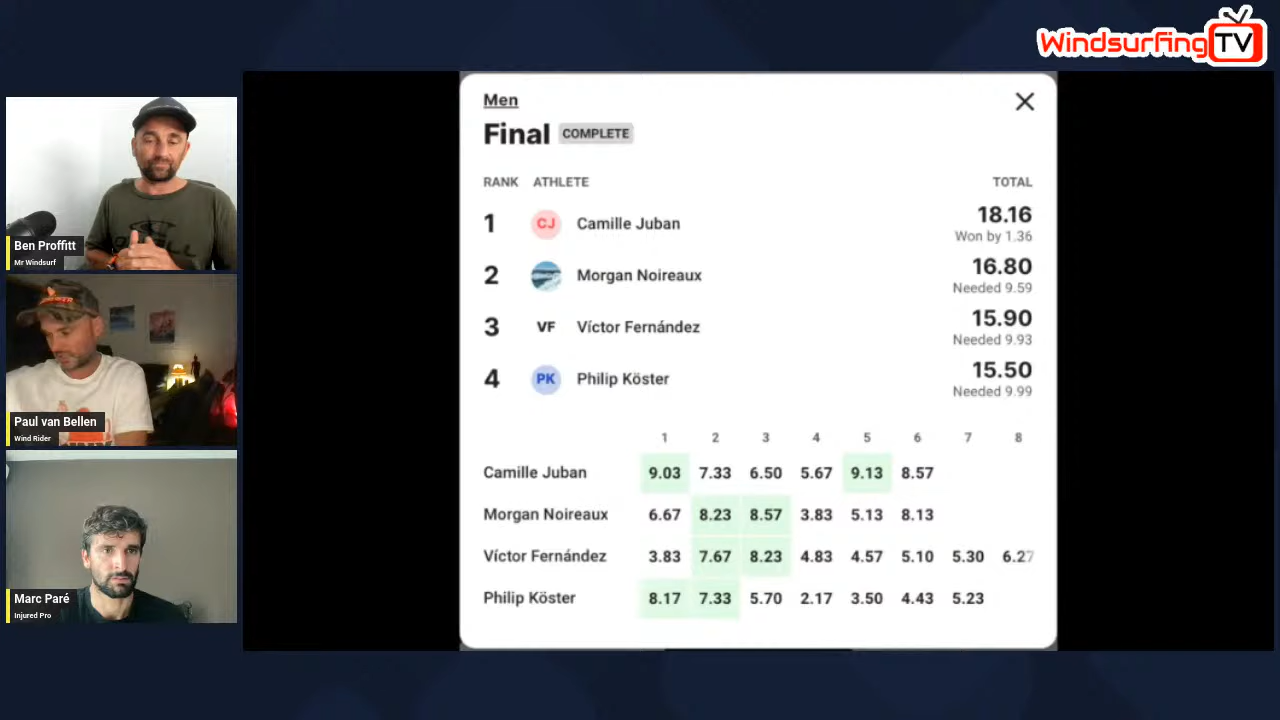 Windsurfing TV
Men
Final COMPLETE
RANK ATHLETE TOTAL
1 CJ Camille Juban 18.16
Won by 1.36
2 Morgan Noireaux 16.80
Needed 9.59
3 VF Víctor Fernández 15.90
Needed 9.93
4 PK Philip Köster 15.50
Needed 9.99
1 2 3 4 5 6 7 8
Camille Juban 9.03 7.33 6.50 5.67 9.13 8.57
Morgan Noireaux 6.67 8.23 8.57 3.83 5.13 8.13
Víctor Fernández 3.83 7.67 8.23 4.83 4.57 5.10 5.30 6.27
Philip Köster 8.17 7.33 5.70 2.17 3.50 4.43 5.23
Ben Proffitt
Mr Windsurf
Paul van Bellen
Wind Rider
Marc Paré
Injured Pro